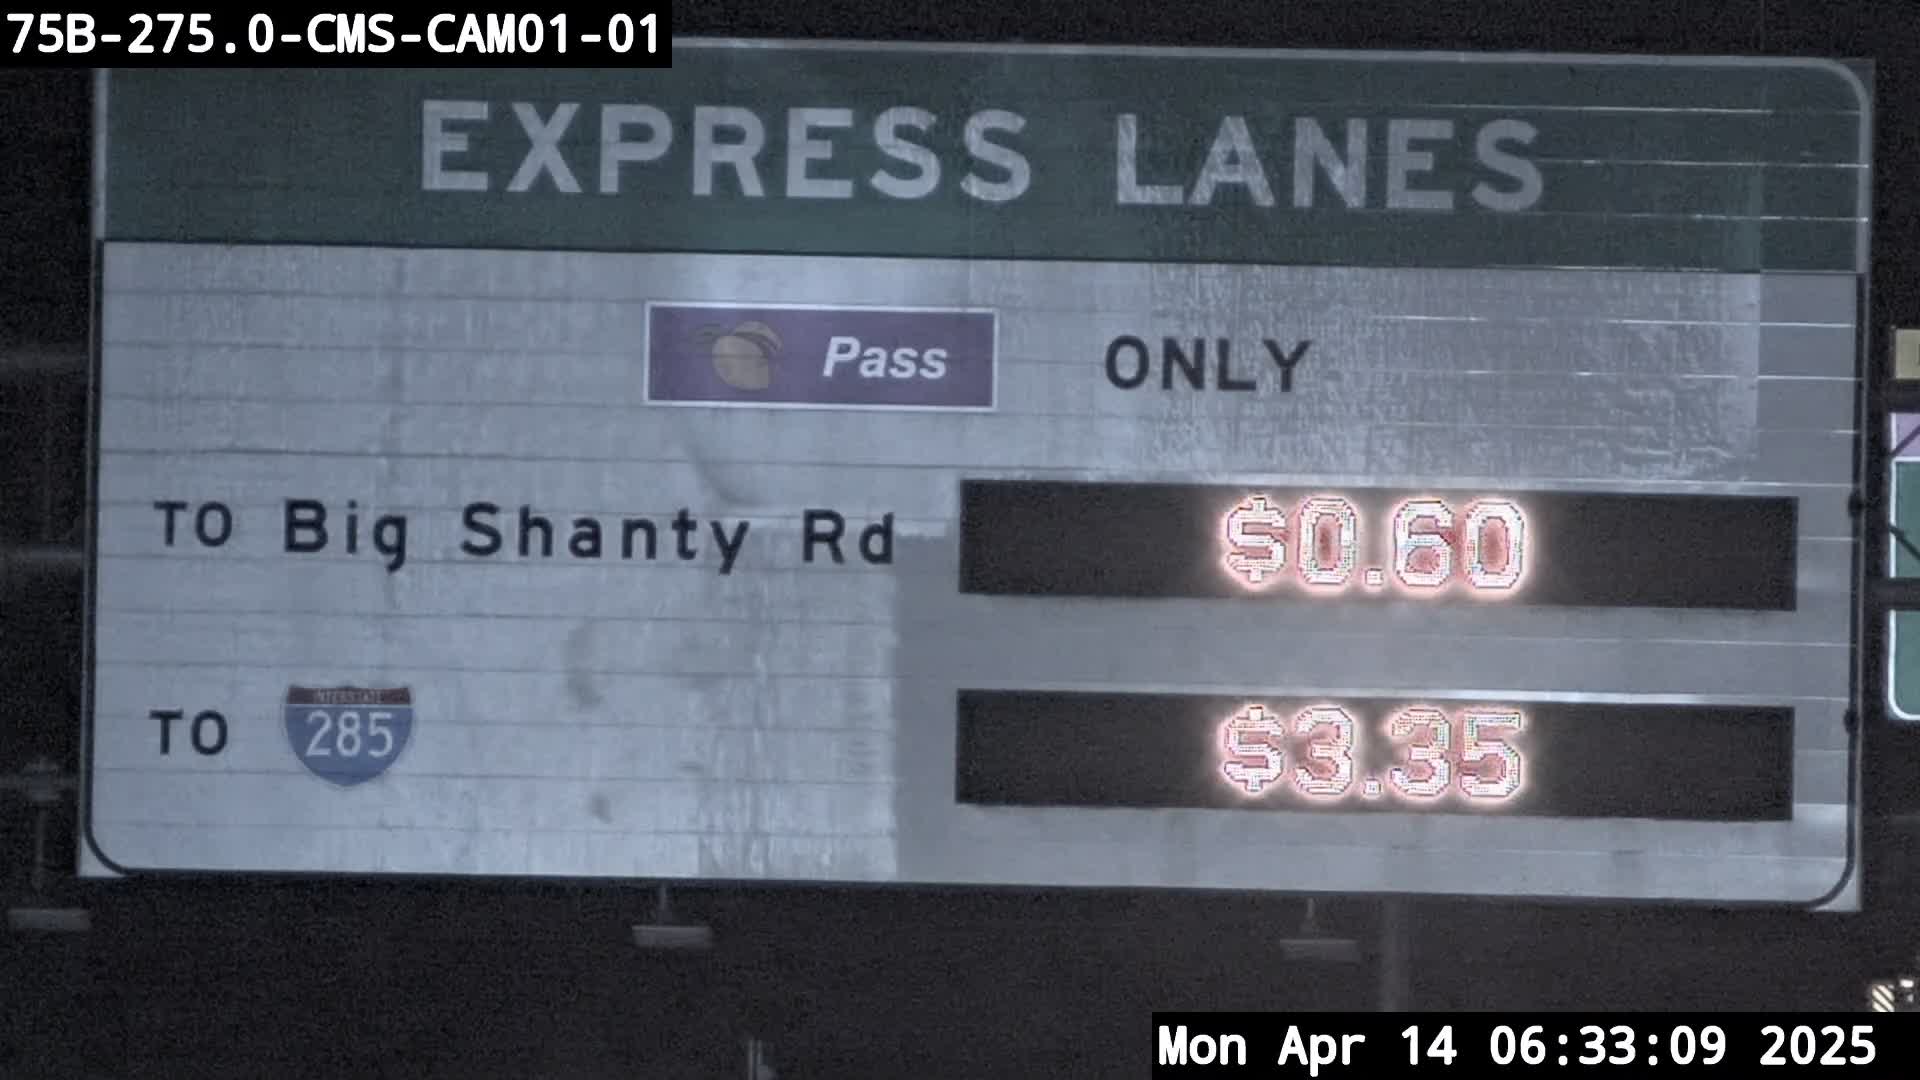 75B-275.0-CMS-CAM01-01
EXPRESS LANES
Pass ONLY
TO Big Shanty Rd $0.60
INTERSTATE
TO 285 $3.35
Mon Apr 14 06:33:09 2025